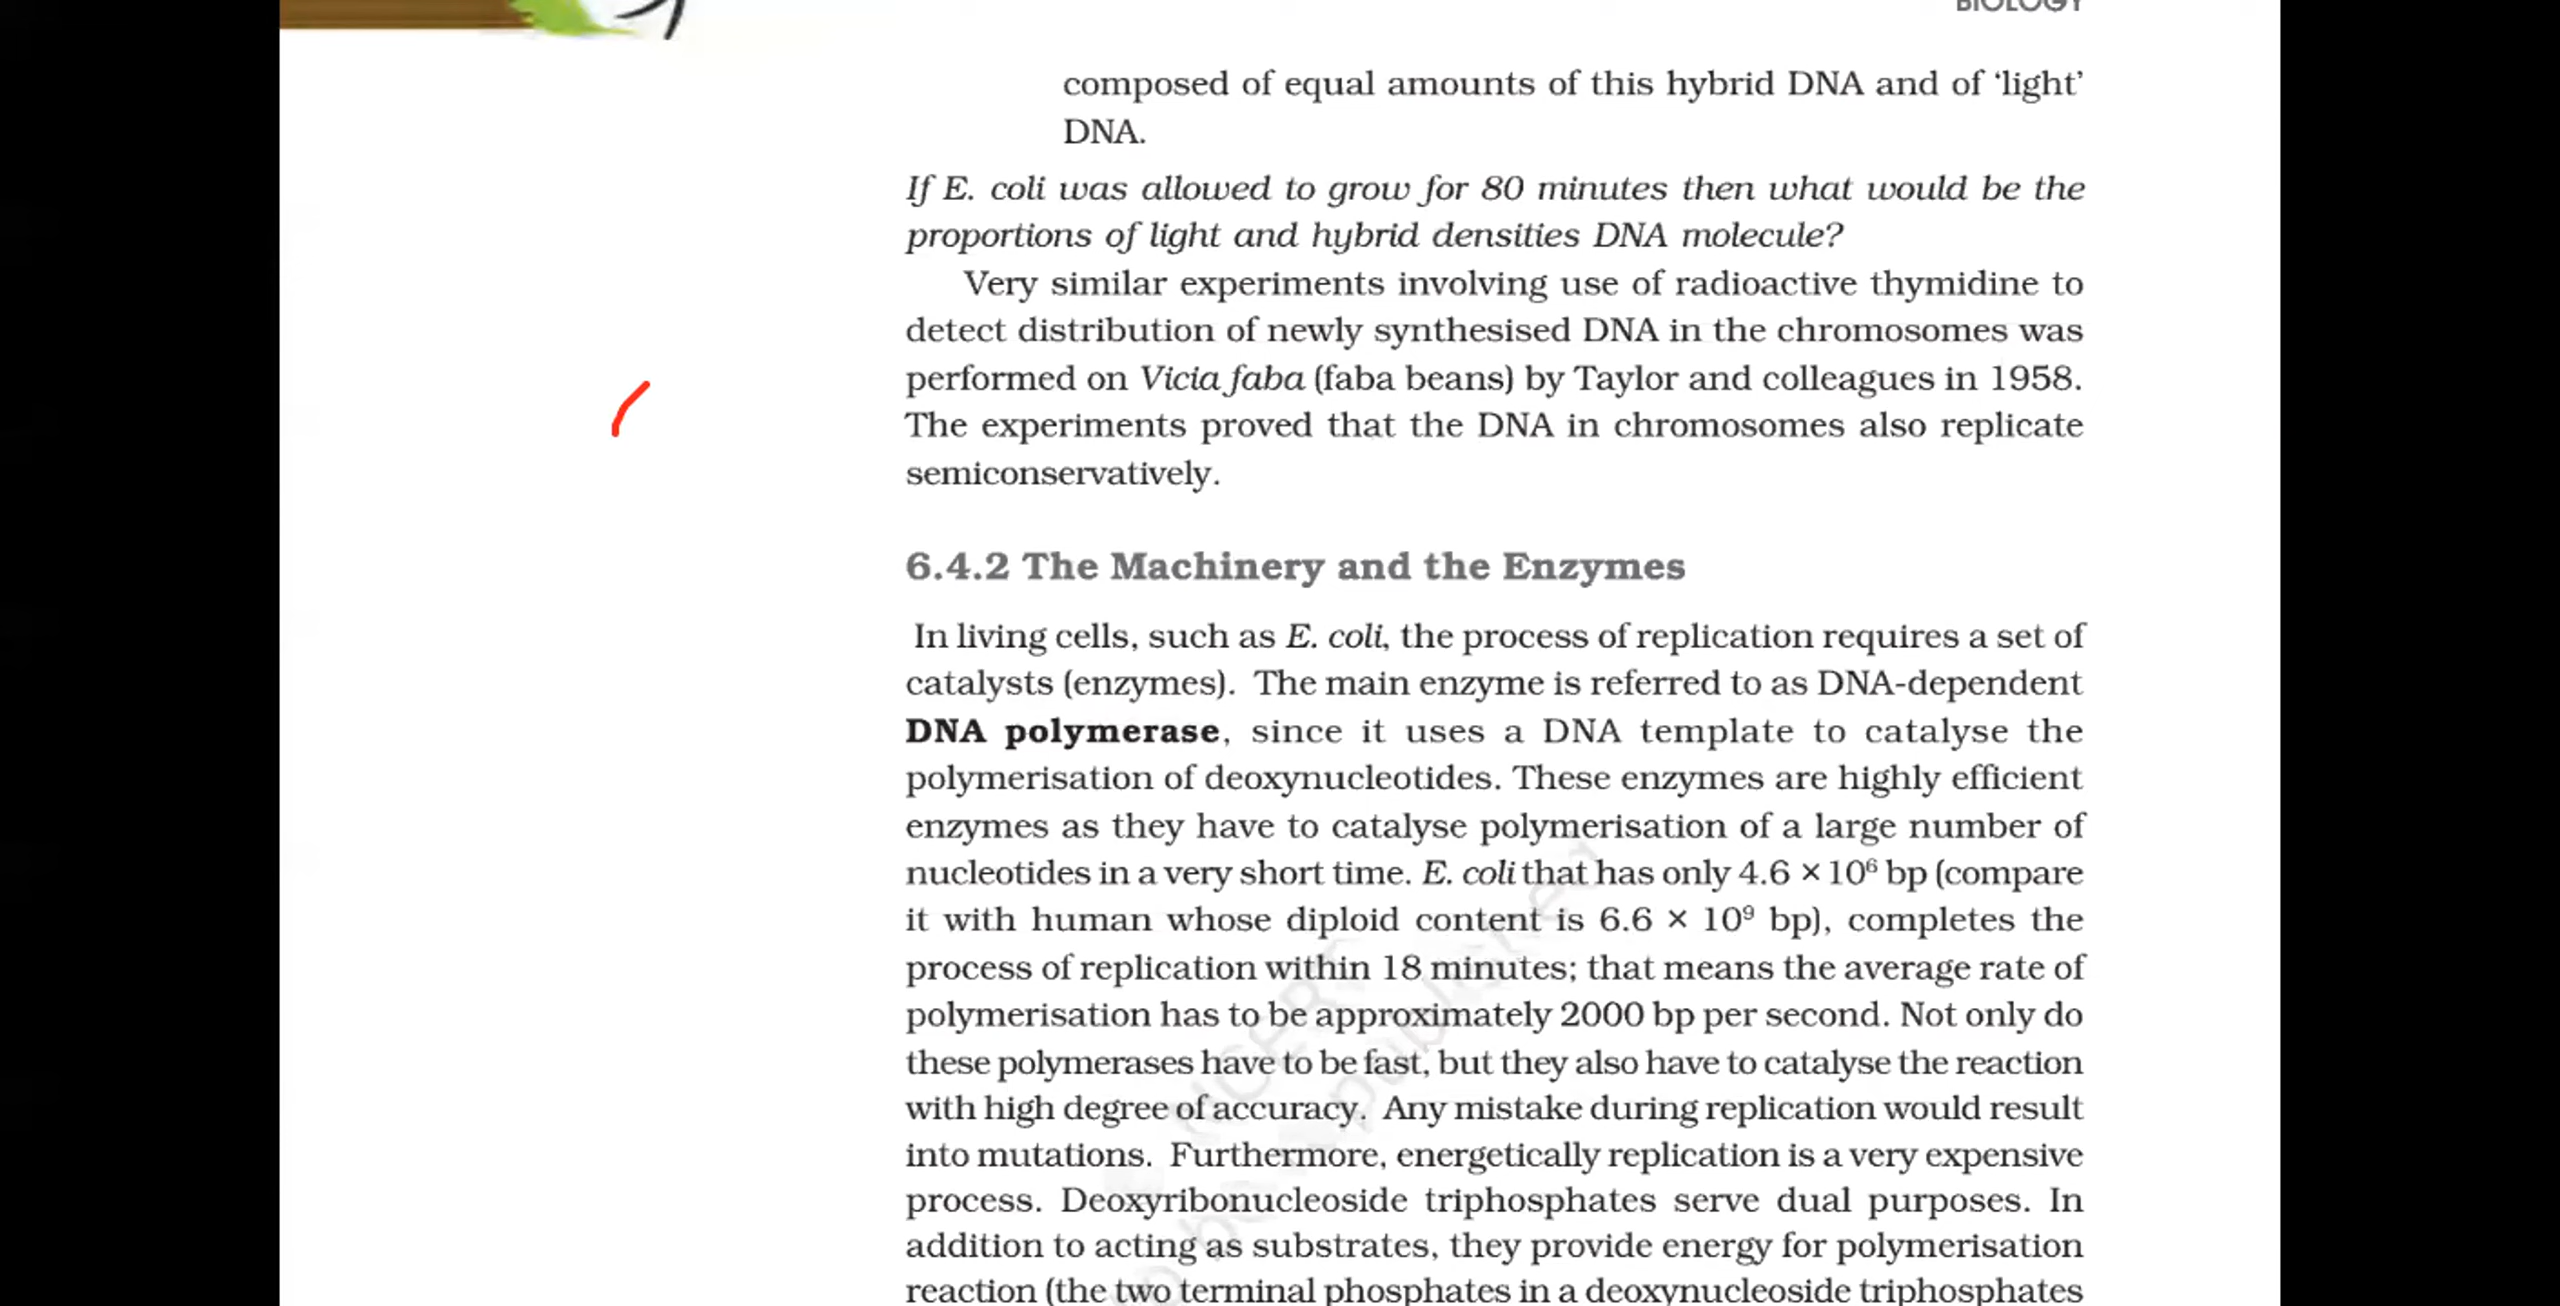 BIOLOGY
composed of equal amounts of this hybrid DNA and of ‘light’
DNA.
If E. coli was allowed to grow for 80 minutes then what would be the
proportions of light and hybrid densities DNA molecule?
Very similar experiments involving use of radioactive thymidine to
detect distribution of newly synthesised DNA in the chromosomes was
performed on Vicia faba (faba beans) by Taylor and colleagues in 1958.
The experiments proved that the DNA in chromosomes also replicate
semiconservatively.
6.4.2 The Machinery and the Enzymes
In living cells, such as E. coli, the process of replication requires a set of
catalysts (enzymes). The main enzyme is referred to as DNA-dependent
DNA polymerase, since it uses a DNA template to catalyse the
polymerisation of deoxynucleotides. These enzymes are highly efficient
enzymes as they have to catalyse polymerisation of a large number of
nucleotides in a very short time. E. coli that has only 4.6 × 10⁶ bp (compare
it with human whose diploid content is 6.6 × 10⁹ bp), completes the
process of replication within 18 minutes; that means the average rate of
polymerisation has to be approximately 2000 bp per second. Not only do
these polymerases have to be fast, but they also have to catalyse the reaction
with high degree of accuracy. Any mistake during replication would result
into mutations. Furthermore, energetically replication is a very expensive
process. Deoxyribonucleoside triphosphates serve dual purposes. In
addition to acting as substrates, they provide energy for polymerisation
reaction (the two terminal phosphates in a deoxynucleoside triphosphates